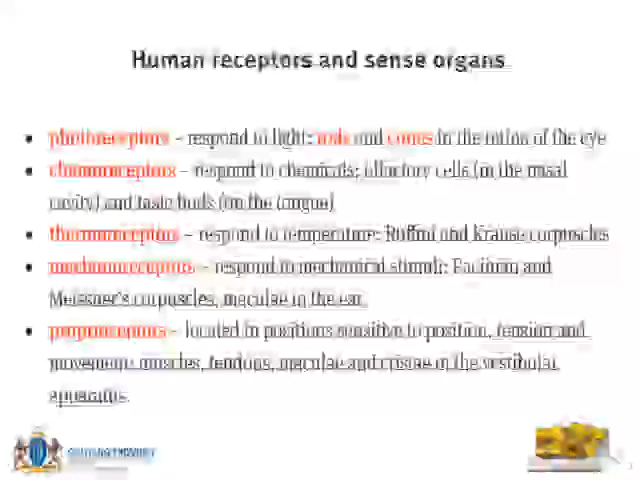 Human receptors and sense organs
• photoreceptors – respond to light: rods and cones in the retina of the eye
• chemoreceptors – respond to chemicals; olfactory cells (in the nasal
cavity) and taste buds (on the tongue)
• thermoreceptors – respond to temperature: Ruffini and Krause corpuscles
• mechanoreceptors – respond to mechanical stimuli: Pacinian and
Meissner's corpuscles, maculae in the ear
• proprioceptors – located in positions sensitive to position, tension and
movement: muscles, tendons, maculae and cristae in the vestibular
apparatus